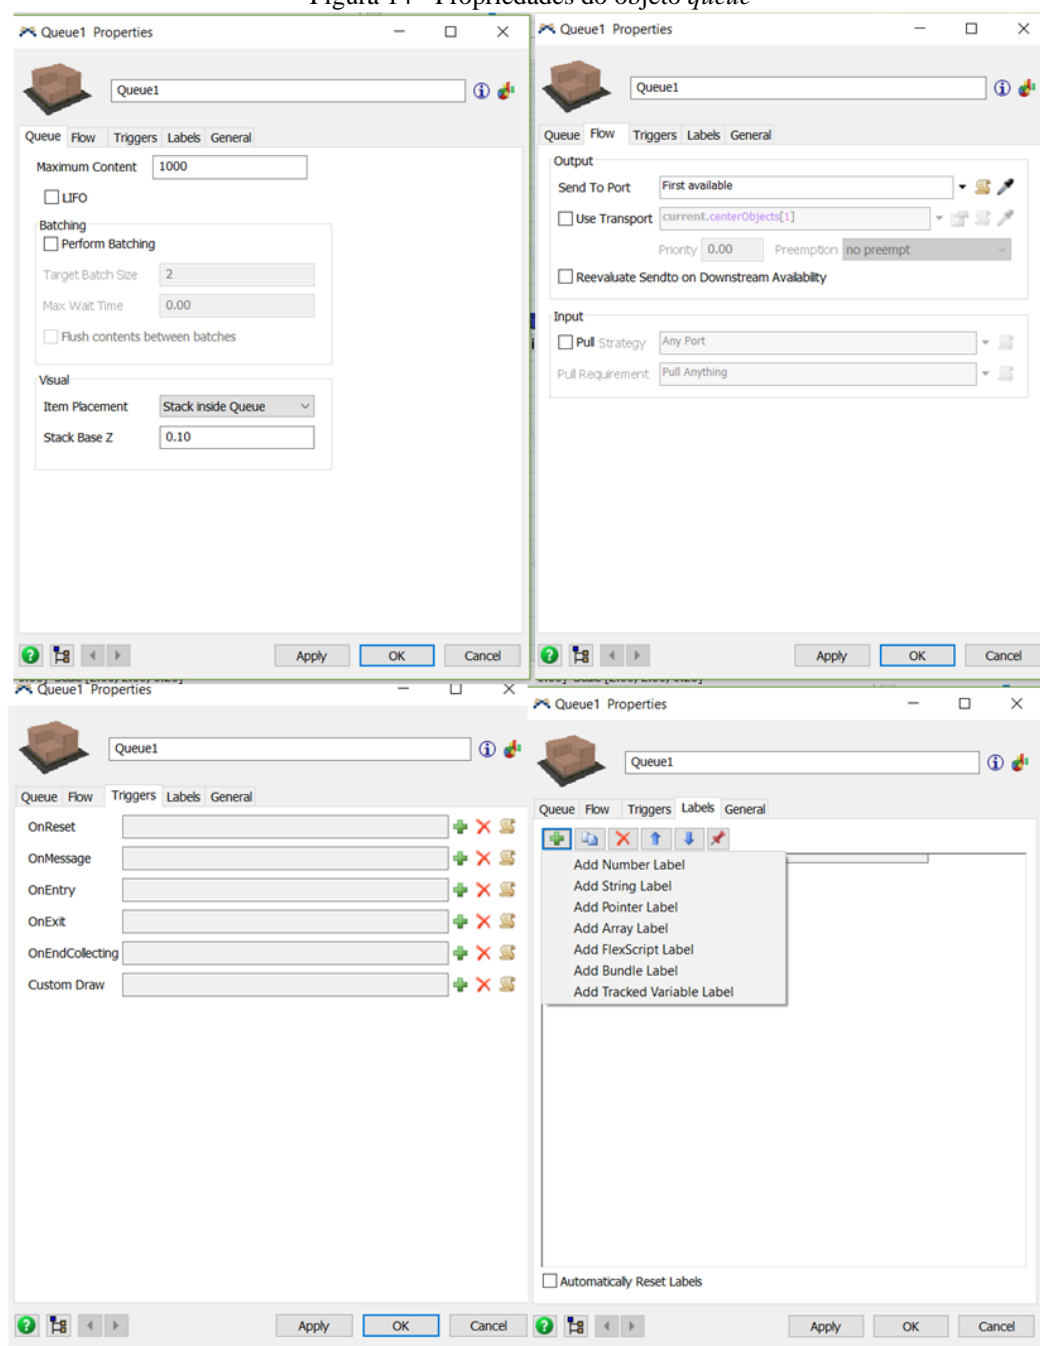 Figura 14 - Propriedades do objeto queue
Queue1 Properties
Queue1
Queue Flow Triggers Labels General
Maximum Content 1000
LIFO
Batching
Perform Batching
Target Batch Size 2
Max Wait Time 0.00
Flush contents between batches
Visual
Item Placement Stack inside Queue
Stack Base Z 0.10
Apply OK Cancel
Queue1 Properties
Queue1
Queue Flow Triggers Labels General
Output
Send To Port First available
Use Transport current.centerObjects[1]
Priority 0.00 Preemption no preempt
Reevaluate Sendto on Downstream Availability
Input
Pull Strategy Any Port
Pull Requirement Pull Anything
Apply OK Cancel
Queue1 Properties
Queue1
Queue Flow Triggers Labels General
OnReset
OnMessage
OnEntry
OnExit
OnEndCollecting
Custom Draw
Apply OK Cancel
Queue1 Properties
Queue1
Queue Flow Triggers Labels General
Add Number Label
Add String Label
Add Pointer Label
Add Array Label
Add FlexScript Label
Add Bundle Label
Add Tracked Variable Label
Automatically Reset Labels
Apply OK Cancel